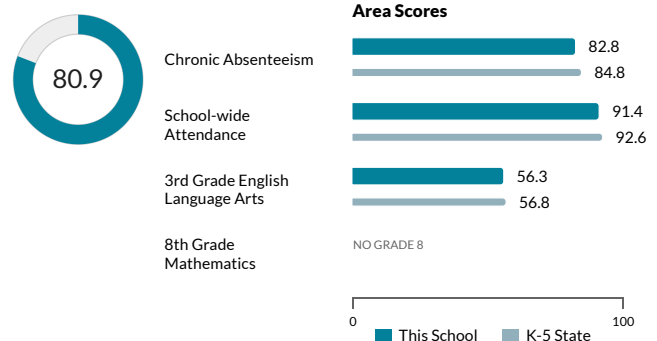 Area Scores
80.9
Chronic Absenteeism
82.8
84.8
School-wide
Attendance
91.4
92.6
3rd Grade English
Language Arts
56.3
56.8
8th Grade
Mathematics
NO GRADE 8
0
100
This School
K-5 State